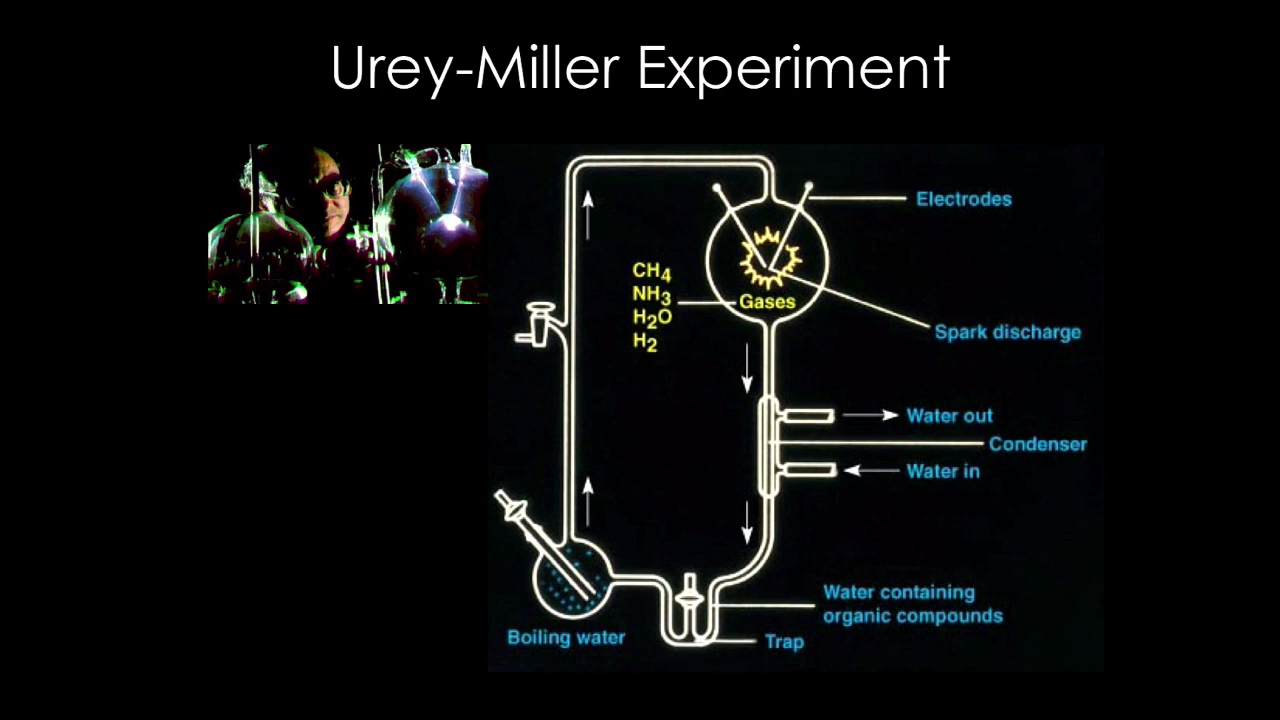 Urey-Miller Experiment
Electrodes
CH4
NH3
H2O
H2
Gases
Spark discharge
Water out
Condenser
Water in
Water containing
organic compounds
Boiling water
Trap